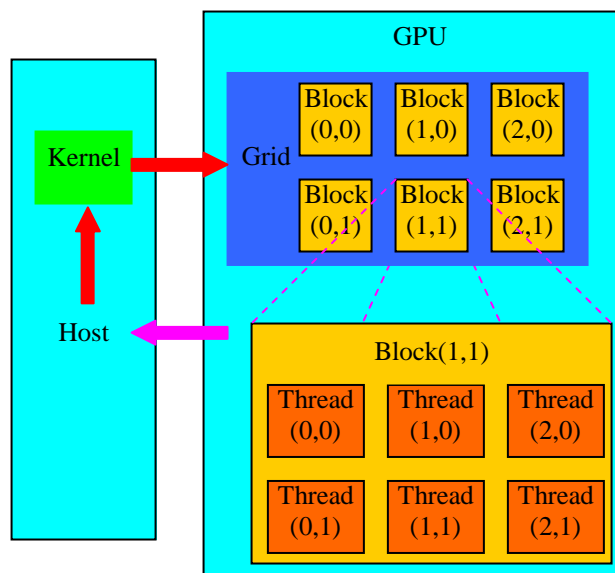 GPU
Block
(0,0)
Block
(1,0)
Block
(2,0)
Kernel
Grid
Block
(0,1)
Block
(1,1)
Block
(2,1)
Host
Block(1,1)
Thread
(0,0)
Thread
(1,0)
Thread
(2,0)
Thread
(0,1)
Thread
(1,1)
Thread
(2,1)